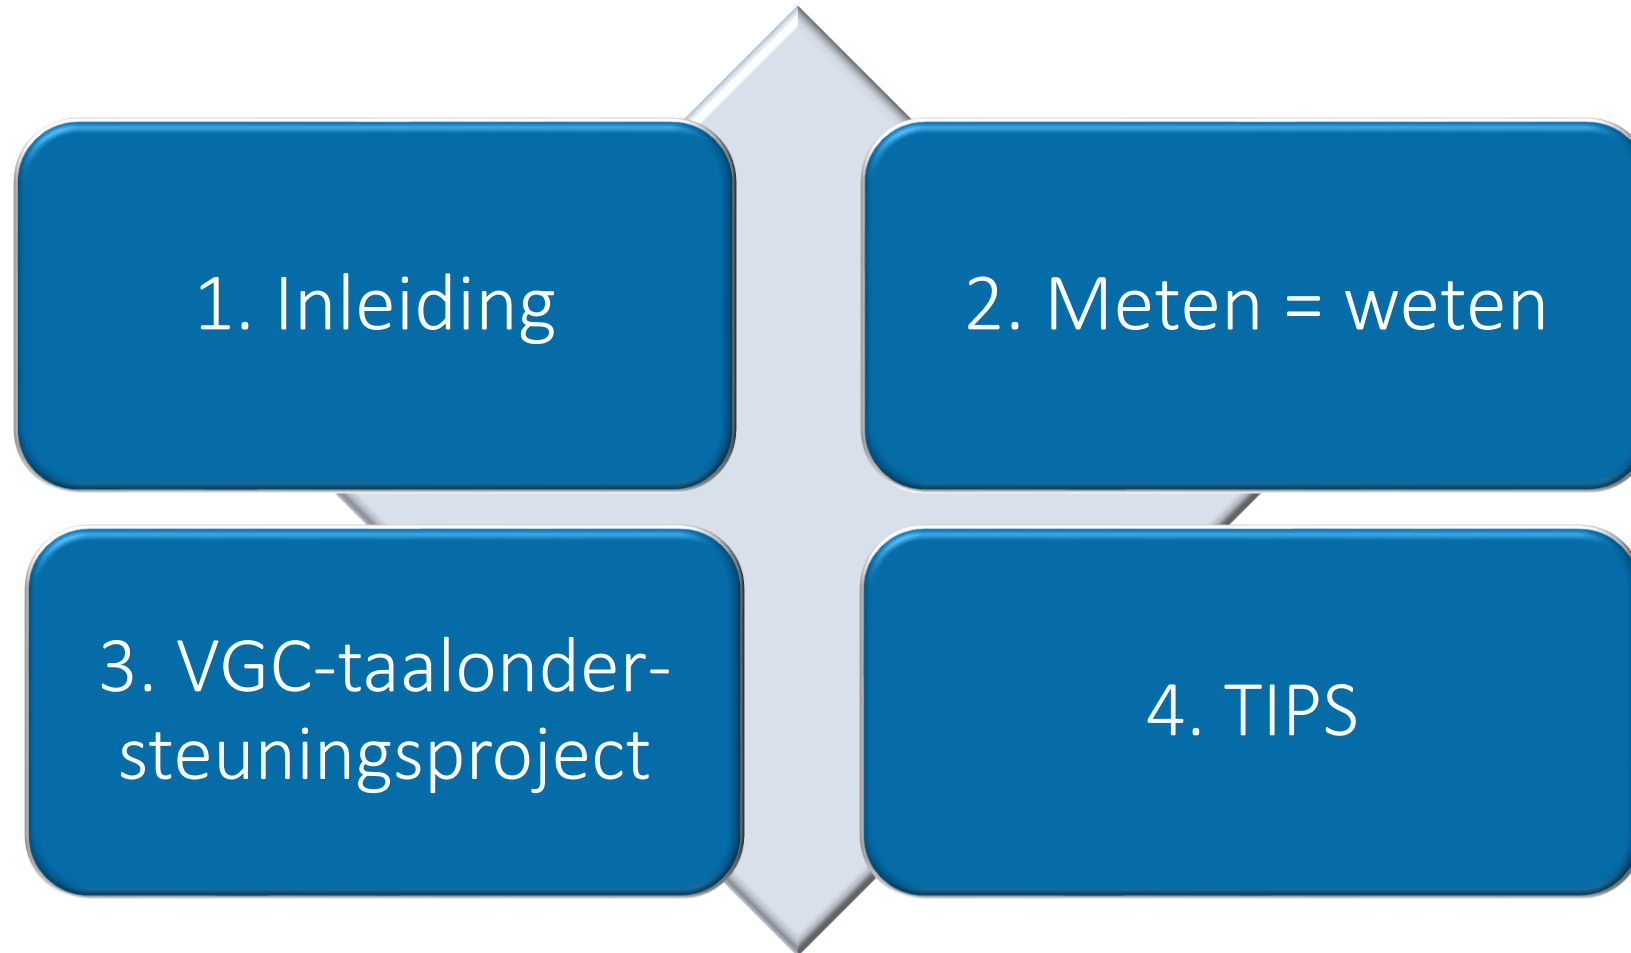 1. Inleiding
2. Meten = weten
3. VGC-taalonder-
steuningsproject
4. TIPS